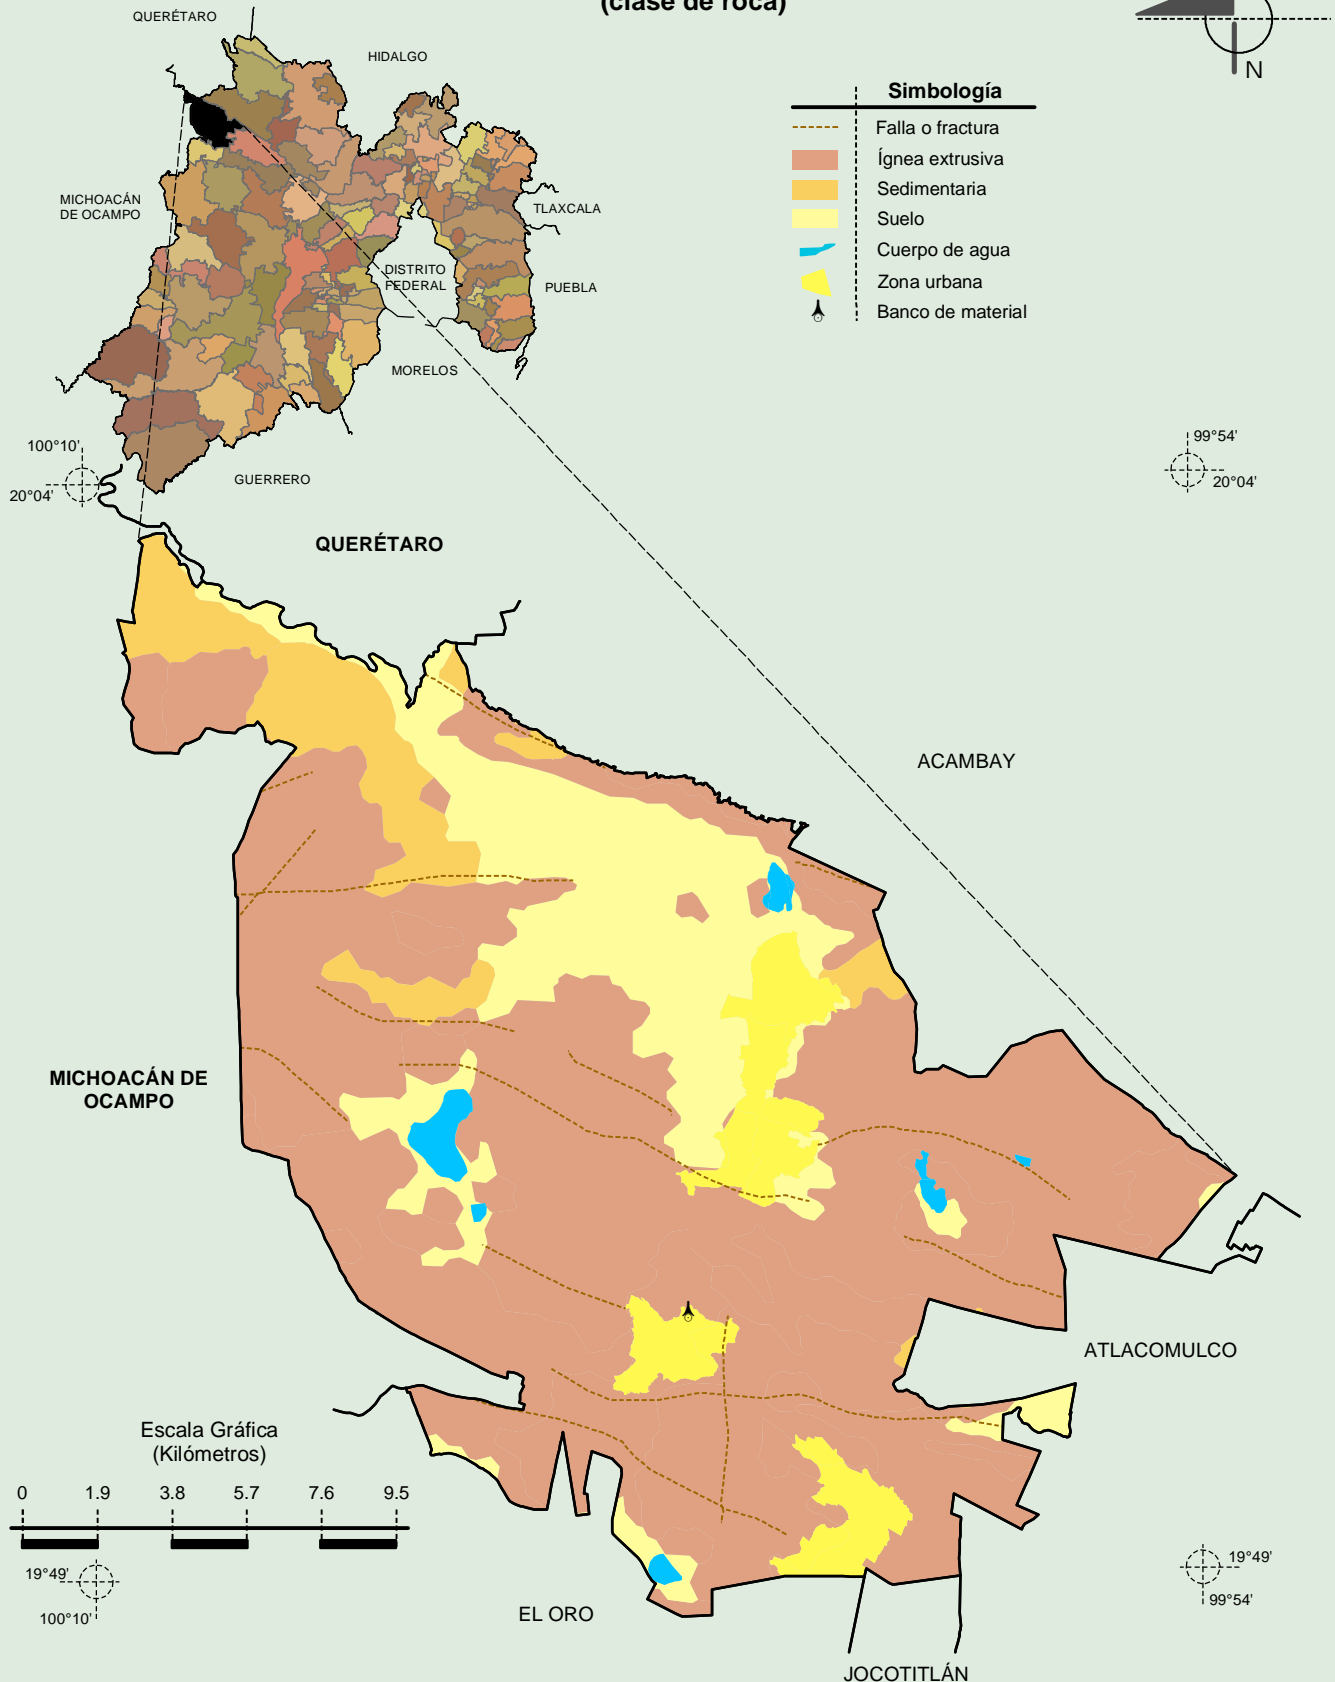 (clase de roca)
QUERÉTARO
HIDALGO
N
Simbología
Falla o fractura
Ígnea extrusiva
Sedimentaria
Suelo
Cuerpo de agua
Zona urbana
Banco de material
MICHOACÁN
DE OCAMPO
TLAXCALA
DISTRITO
FEDERAL
PUEBLA
MORELOS
GUERRERO
100°10'
20°04'
99°54'
20°04'
QUERÉTARO
ACAMBAY
MICHOACÁN DE
OCAMPO
ATLACOMULCO
Escala Gráfica
(Kilómetros)
0 1.9 3.8 5.7 7.6 9.5
19°49'
100°10'
19°49'
99°54'
EL ORO
JOCOTITLÁN